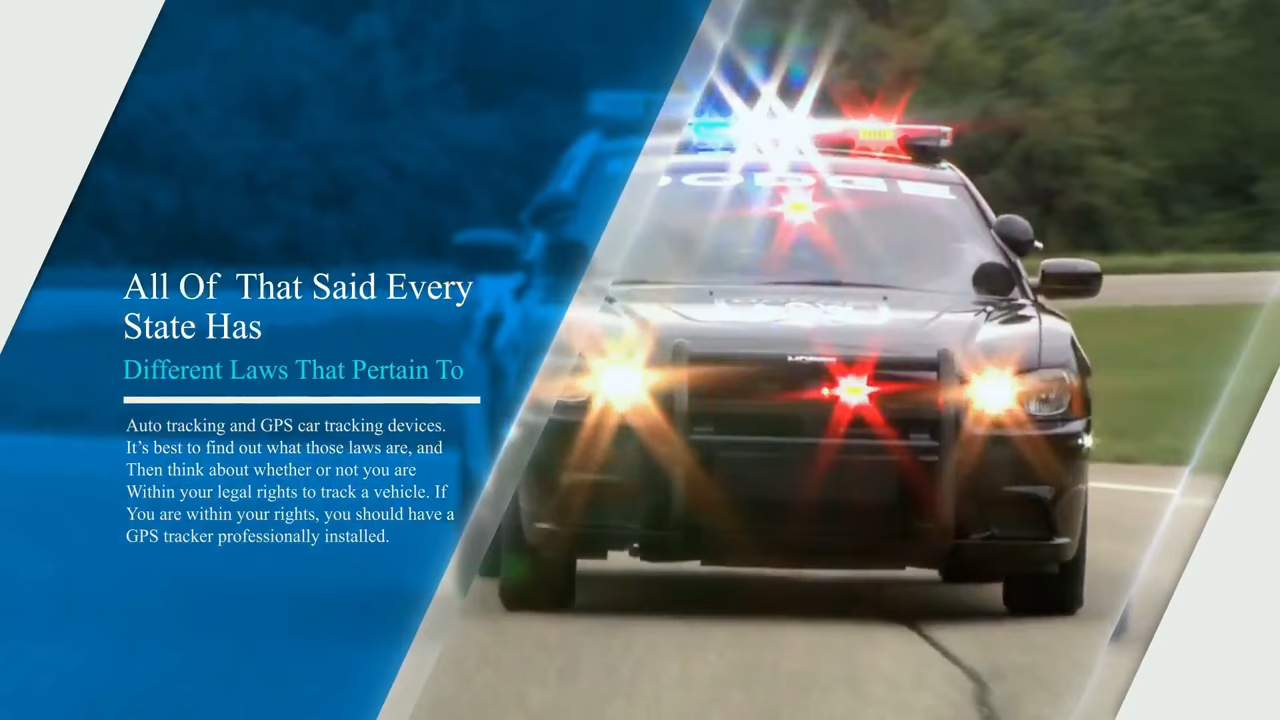 DODGE
All Of  That Said Every
State Has
Different Laws That Pertain To
Auto tracking and GPS car tracking devices.
It’s best to find out what those laws are, and
Then think about whether or not you are
Within your legal rights to track a vehicle. If
You are within your rights, you should have a
GPS tracker professionally installed.